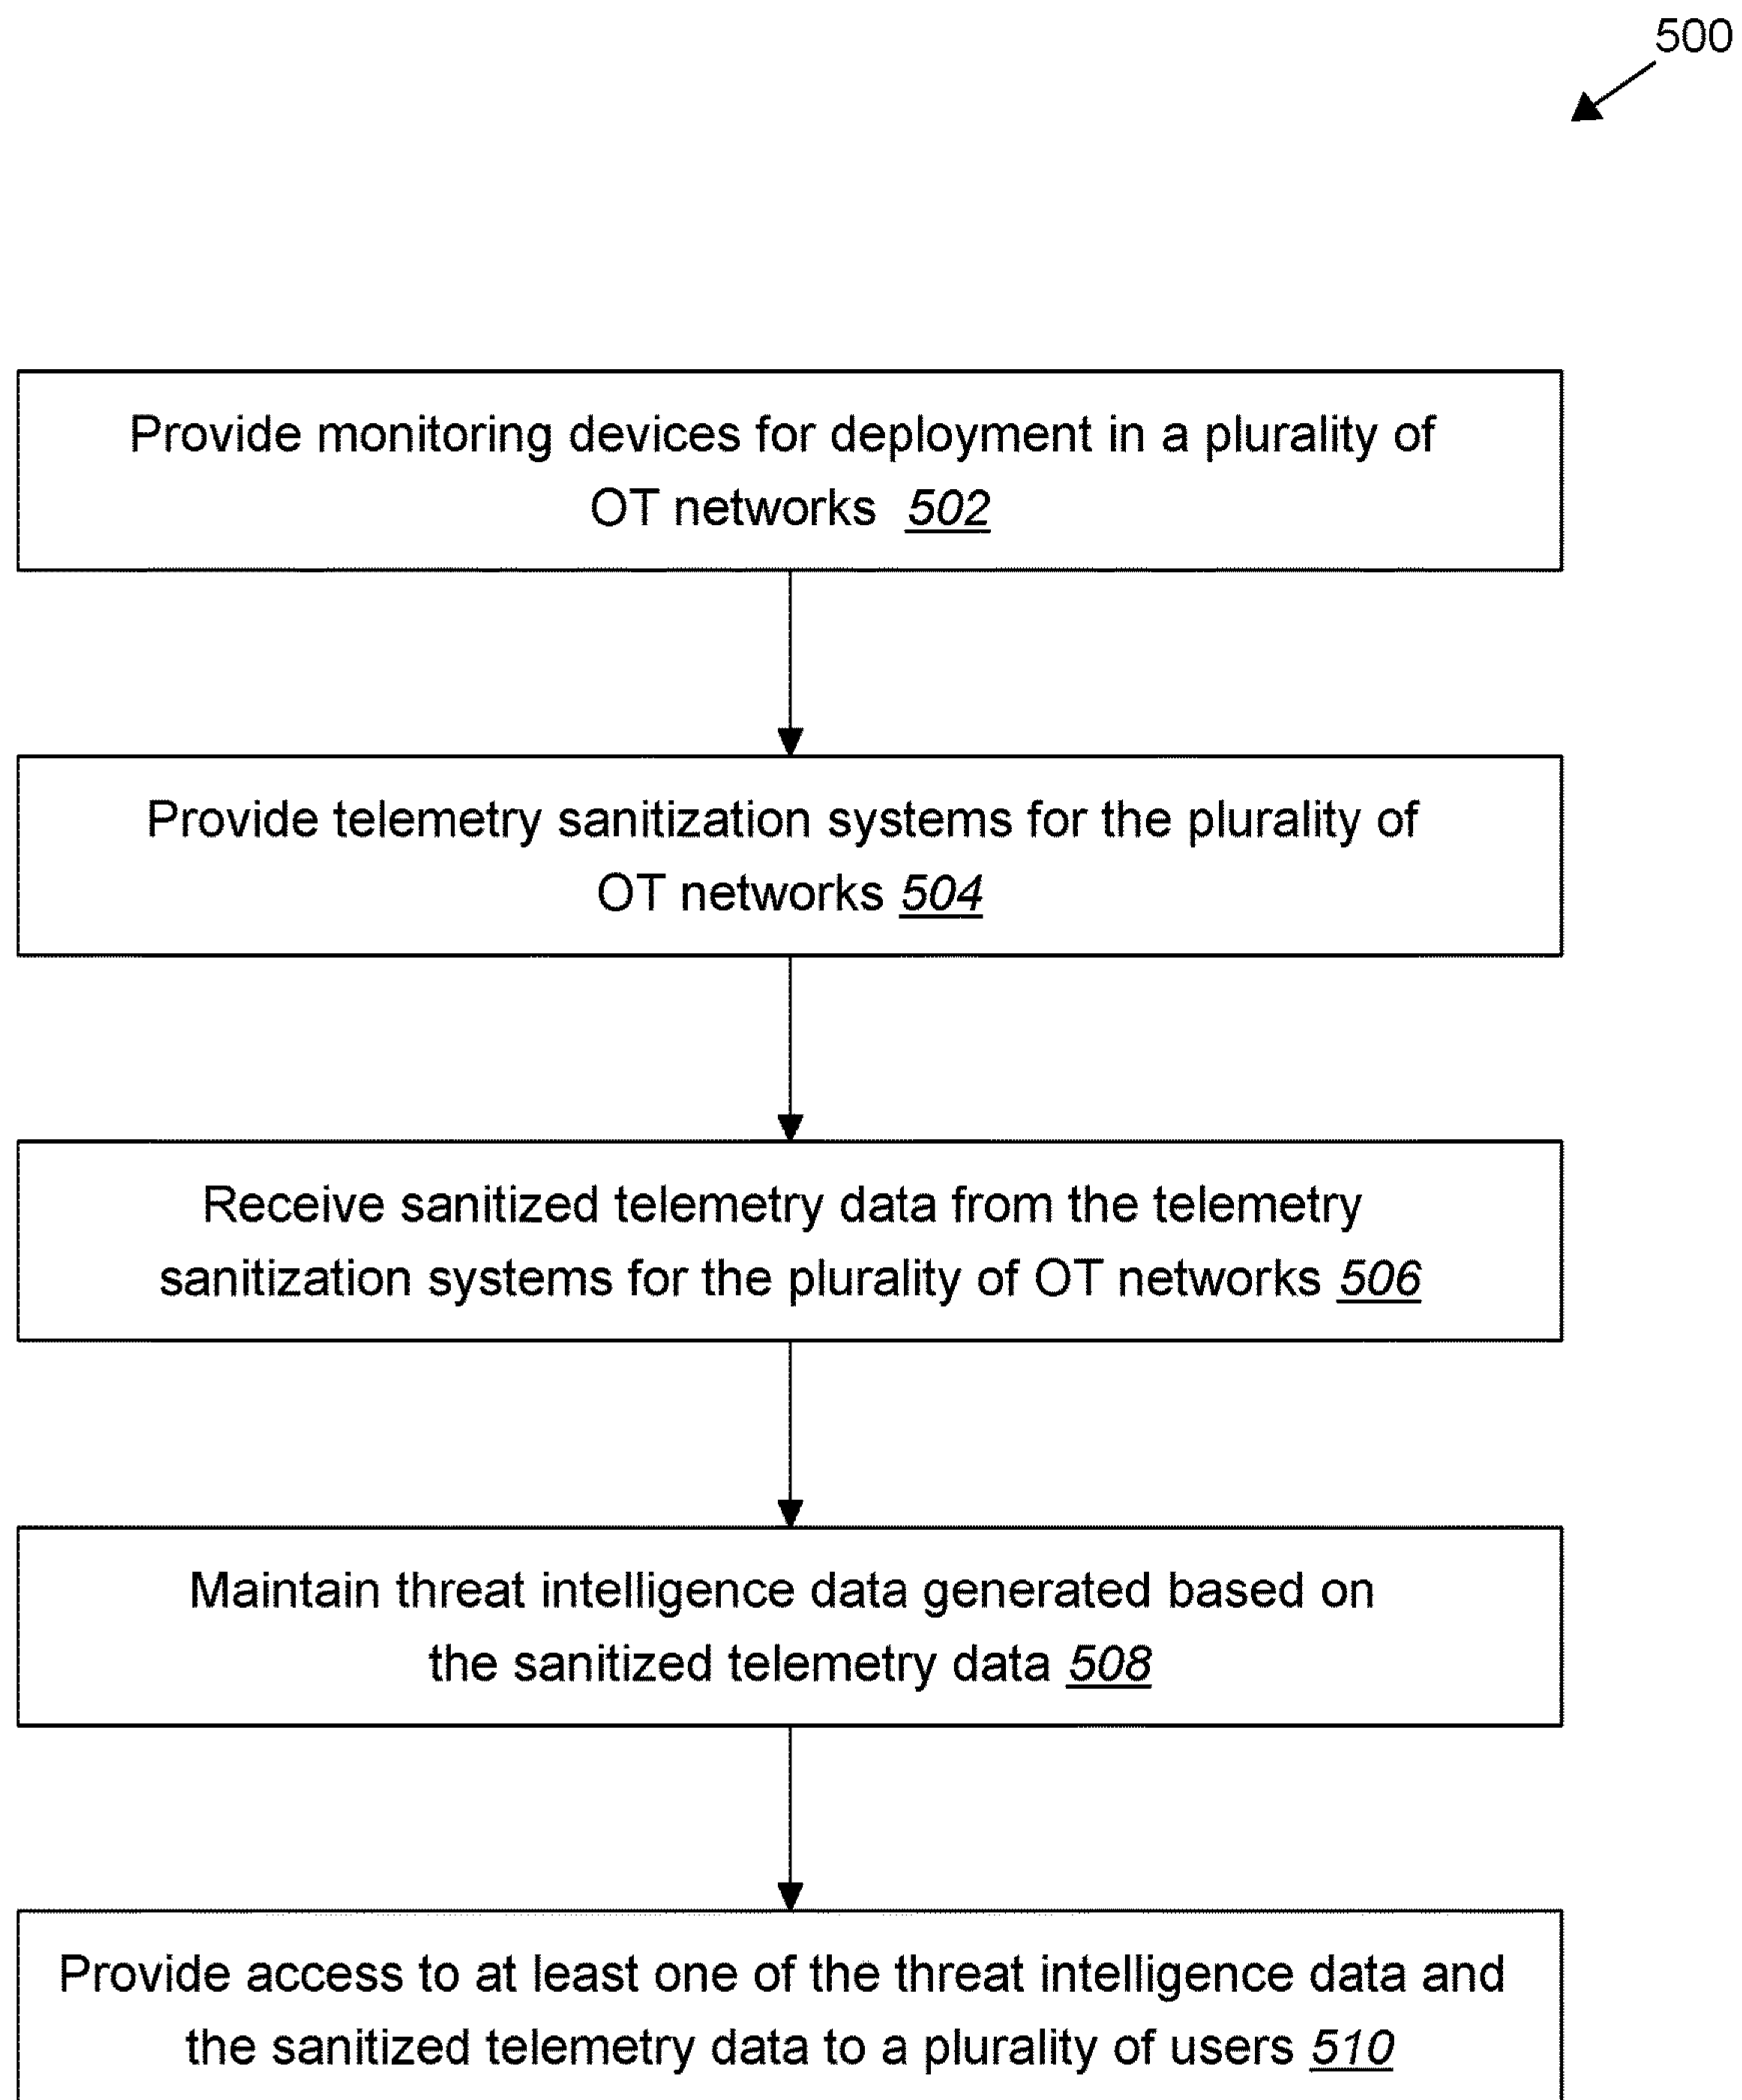 500
Provide monitoring devices for deployment in a plurality of
OT networks 502
Provide telemetry sanitization systems for the plurality of
OT networks 504
Receive sanitized telemetry data from the telemetry
sanitization systems for the plurality of OT networks 506
Maintain threat intelligence data generated based on
the sanitized telemetry data 508
Provide access to at least one of the threat intelligence data and
the sanitized telemetry data to a plurality of users 510